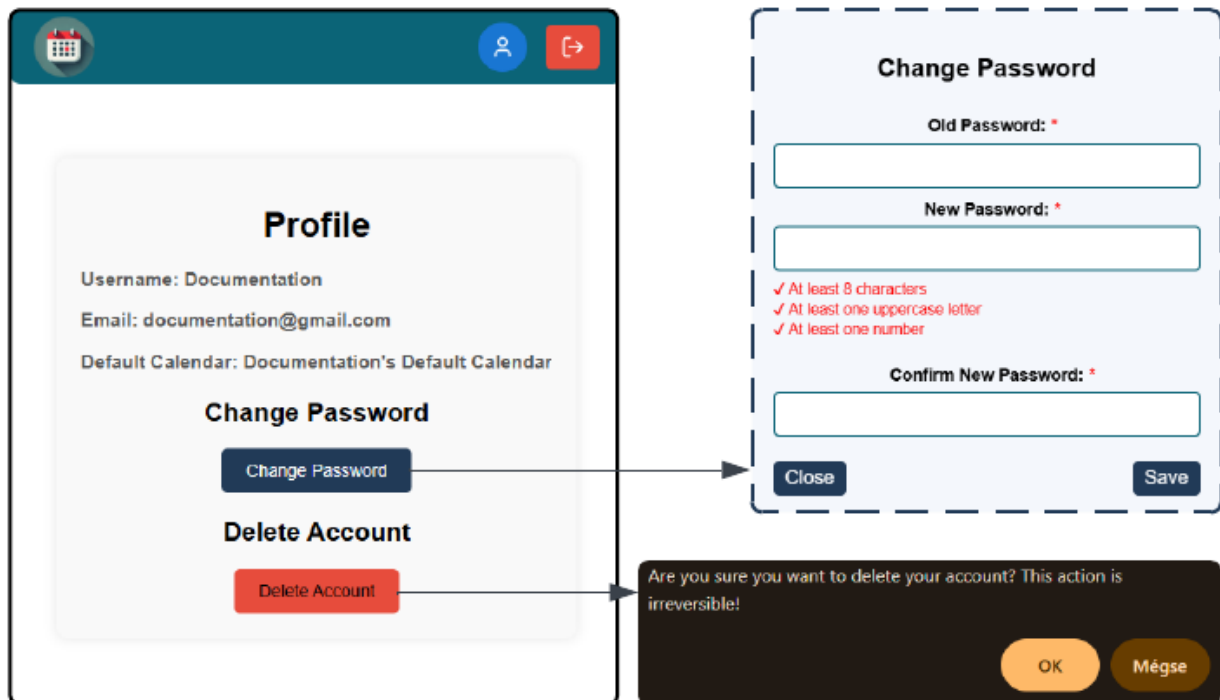 Profile
Username: Documentation
Email: documentation@gmail.com
Default Calendar: Documentation's Default Calendar
Change Password
Change Password
Delete Account
Delete Account
Change Password
Old Password: *
New Password: *
✓ At least 8 characters
✓ At least one uppercase letter
✓ At least one number
Confirm New Password: *
Close
Save
Are you sure you want to delete your account? This action is
irreversible!
OK
Mégse